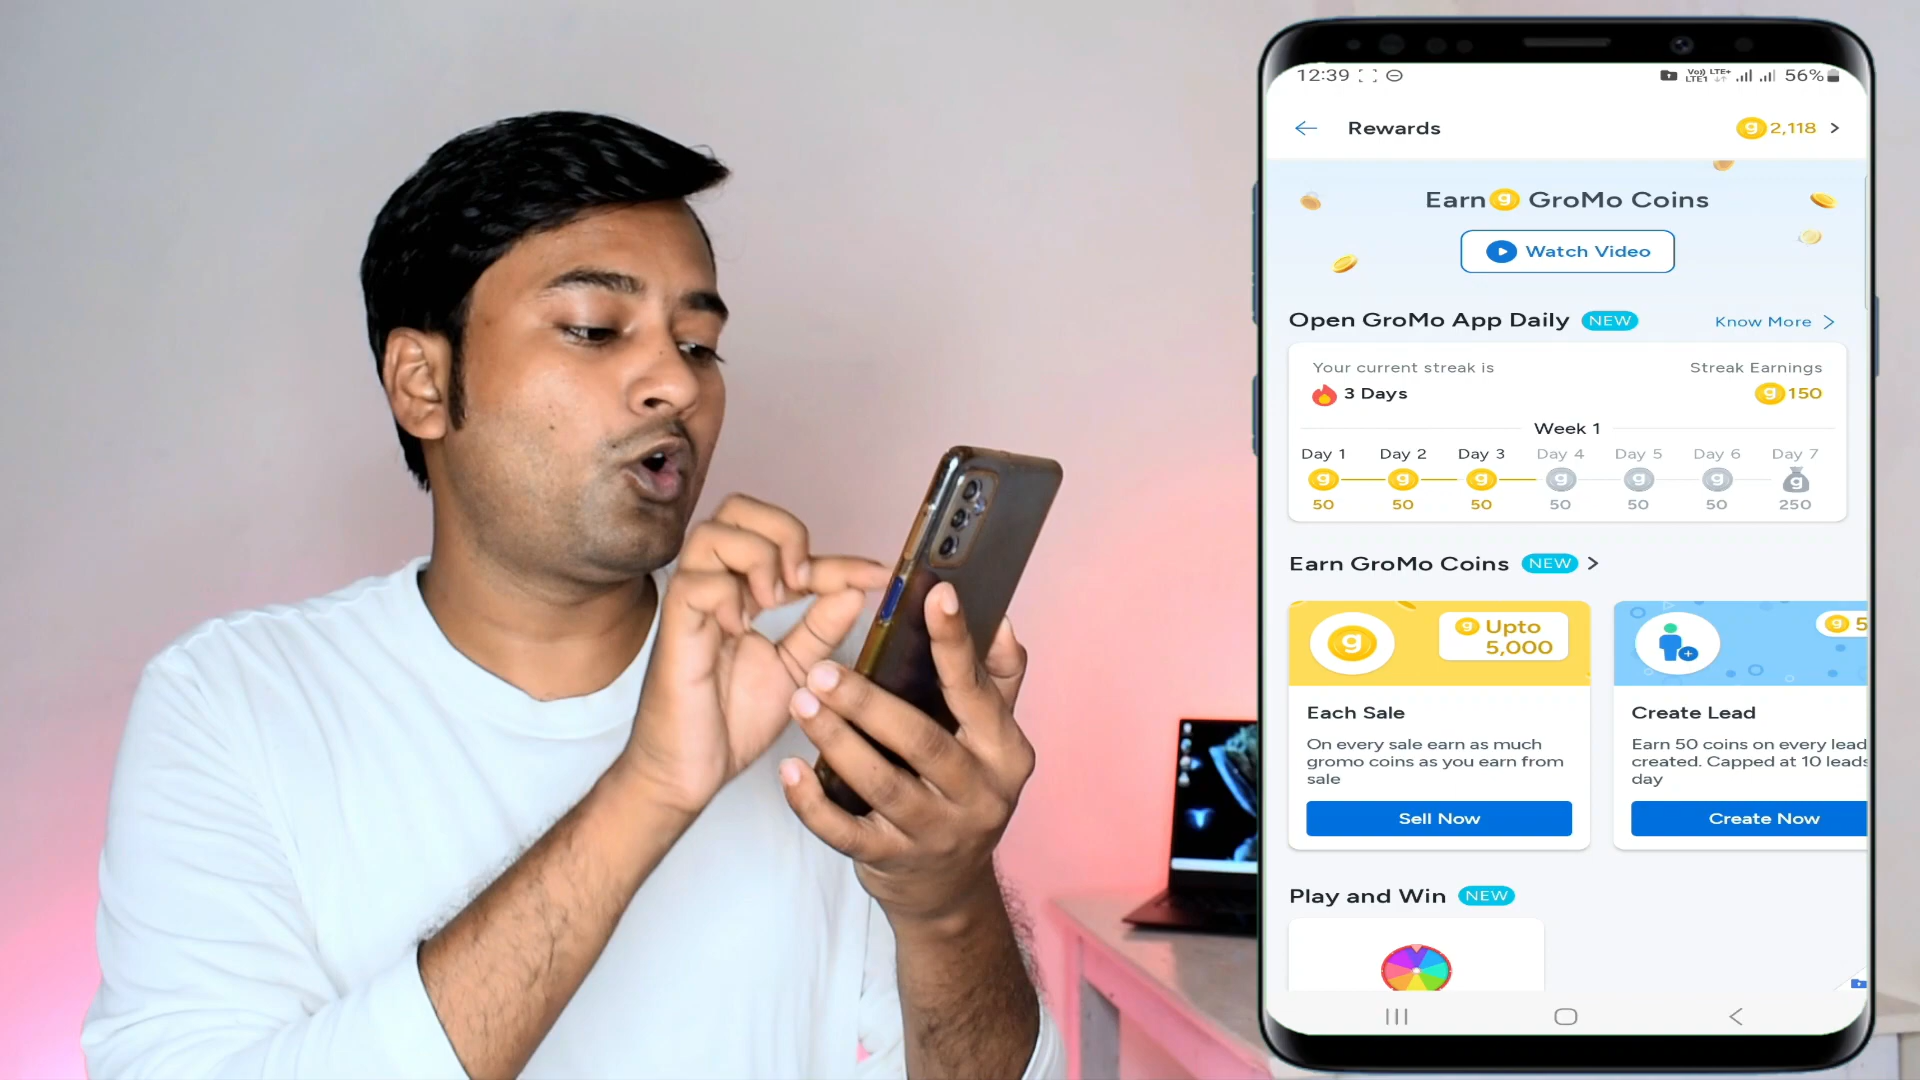 12:39 Vo)) LTE1 LTE+ 56%
Rewards g 2,118
Earn g GroMo Coins
Watch Video
Open GroMo App Daily NEW Know More
Your current streak is Streak Earnings
3 Days g 150
Week 1
Day 1 Day 2 Day 3 Day 4 Day 5 Day 6 Day 7
g g g g g g g
50 50 50 50 50 50 250
Earn GroMo Coins NEW
g g Upto
5,000
g 5
Each Sale
On every sale earn as much
gromo coins as you earn from
sale
Sell Now
Create Lead
Earn 50 coins on every lead
created. Capped at 10 leads
day
Create Now
Play and Win NEW